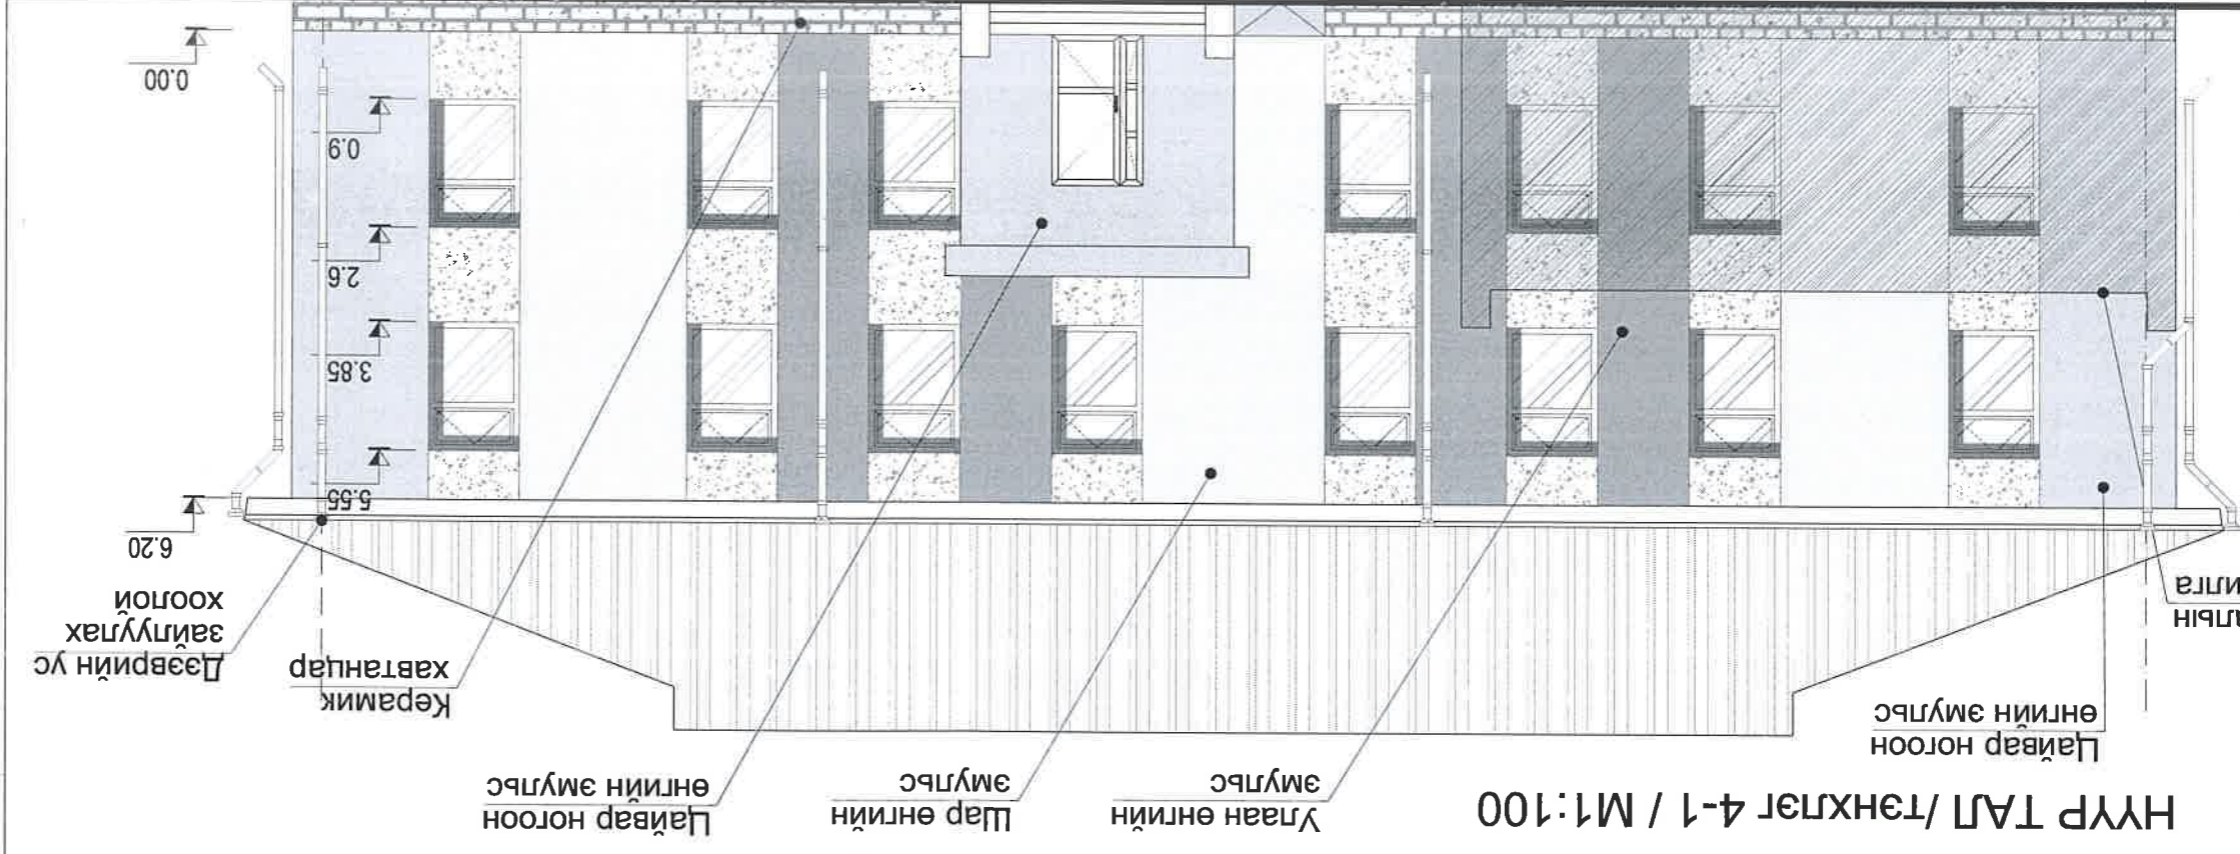 НҮҮР ТАЛ /тэнхлэг 4-1 / M1:100
Цайвар ногоон
өнгийн эмульс
Улаан өнгийн
эмульс
Шар өнгийн
эмульс
Цайвар ногоон
өнгийн эмульс
Керамик
хавтанцар
Дээврийн ус
зайлуулах
хоолой
6.20
5.55
3.85
2.6
0.9
0.00